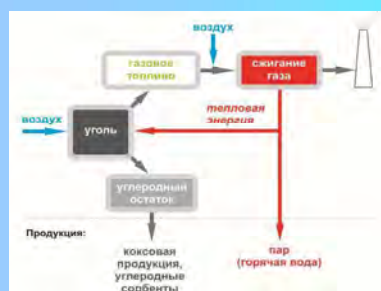 воздух
газовое
топливо
сжигание
газа
тепловая
энергия
воздух
уголь
углеродный
остаток
Продукция:
коксовая
продукция,
углеродные
сорбенты
пар
(горячая вода)